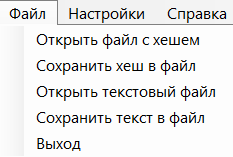 Файл Настройки Справка
Открыть файл с хешем
Сохранить хеш в файл
Открыть текстовый файл
Сохранить текст в файл
Выход